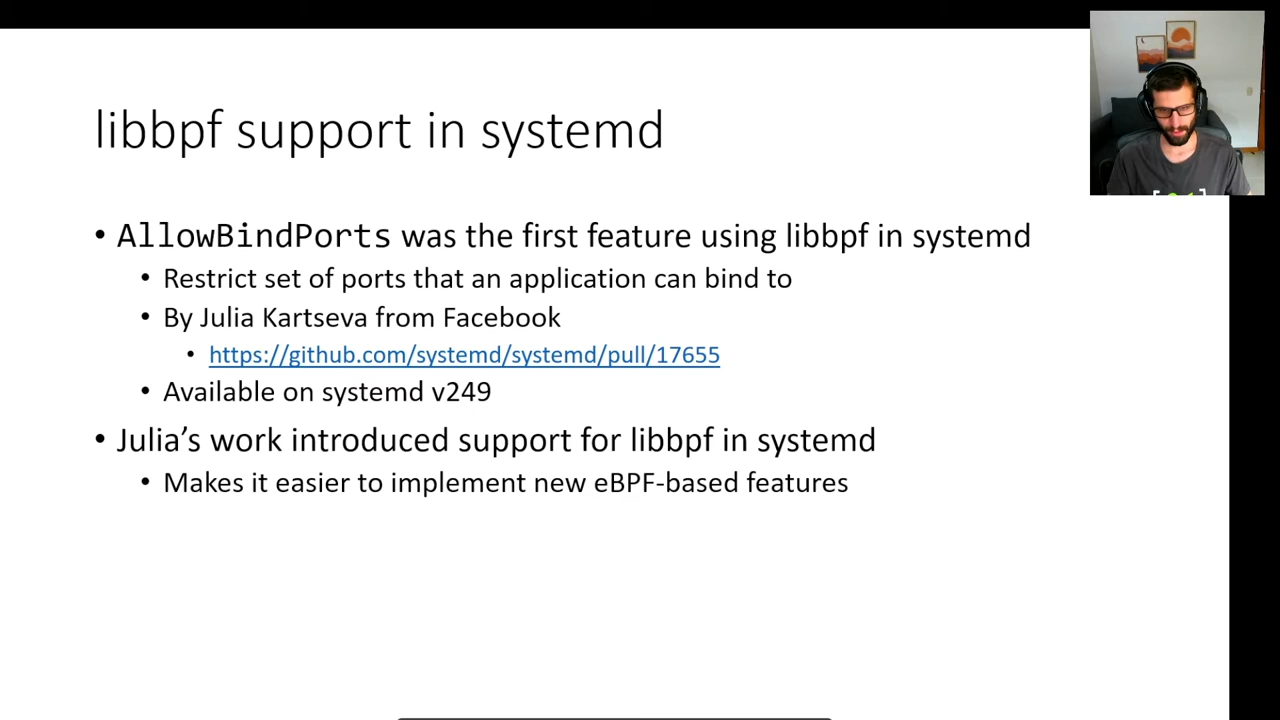 libbpf support in systemd
• AllowBindPorts was the first feature using libbpf in systemd
• Restrict set of ports that an application can bind to
• By Julia Kartseva from Facebook
• https://github.com/systemd/systemd/pull/17655
• Available on systemd v249
• Julia’s work introduced support for libbpf in systemd
• Makes it easier to implement new eBPF-based features